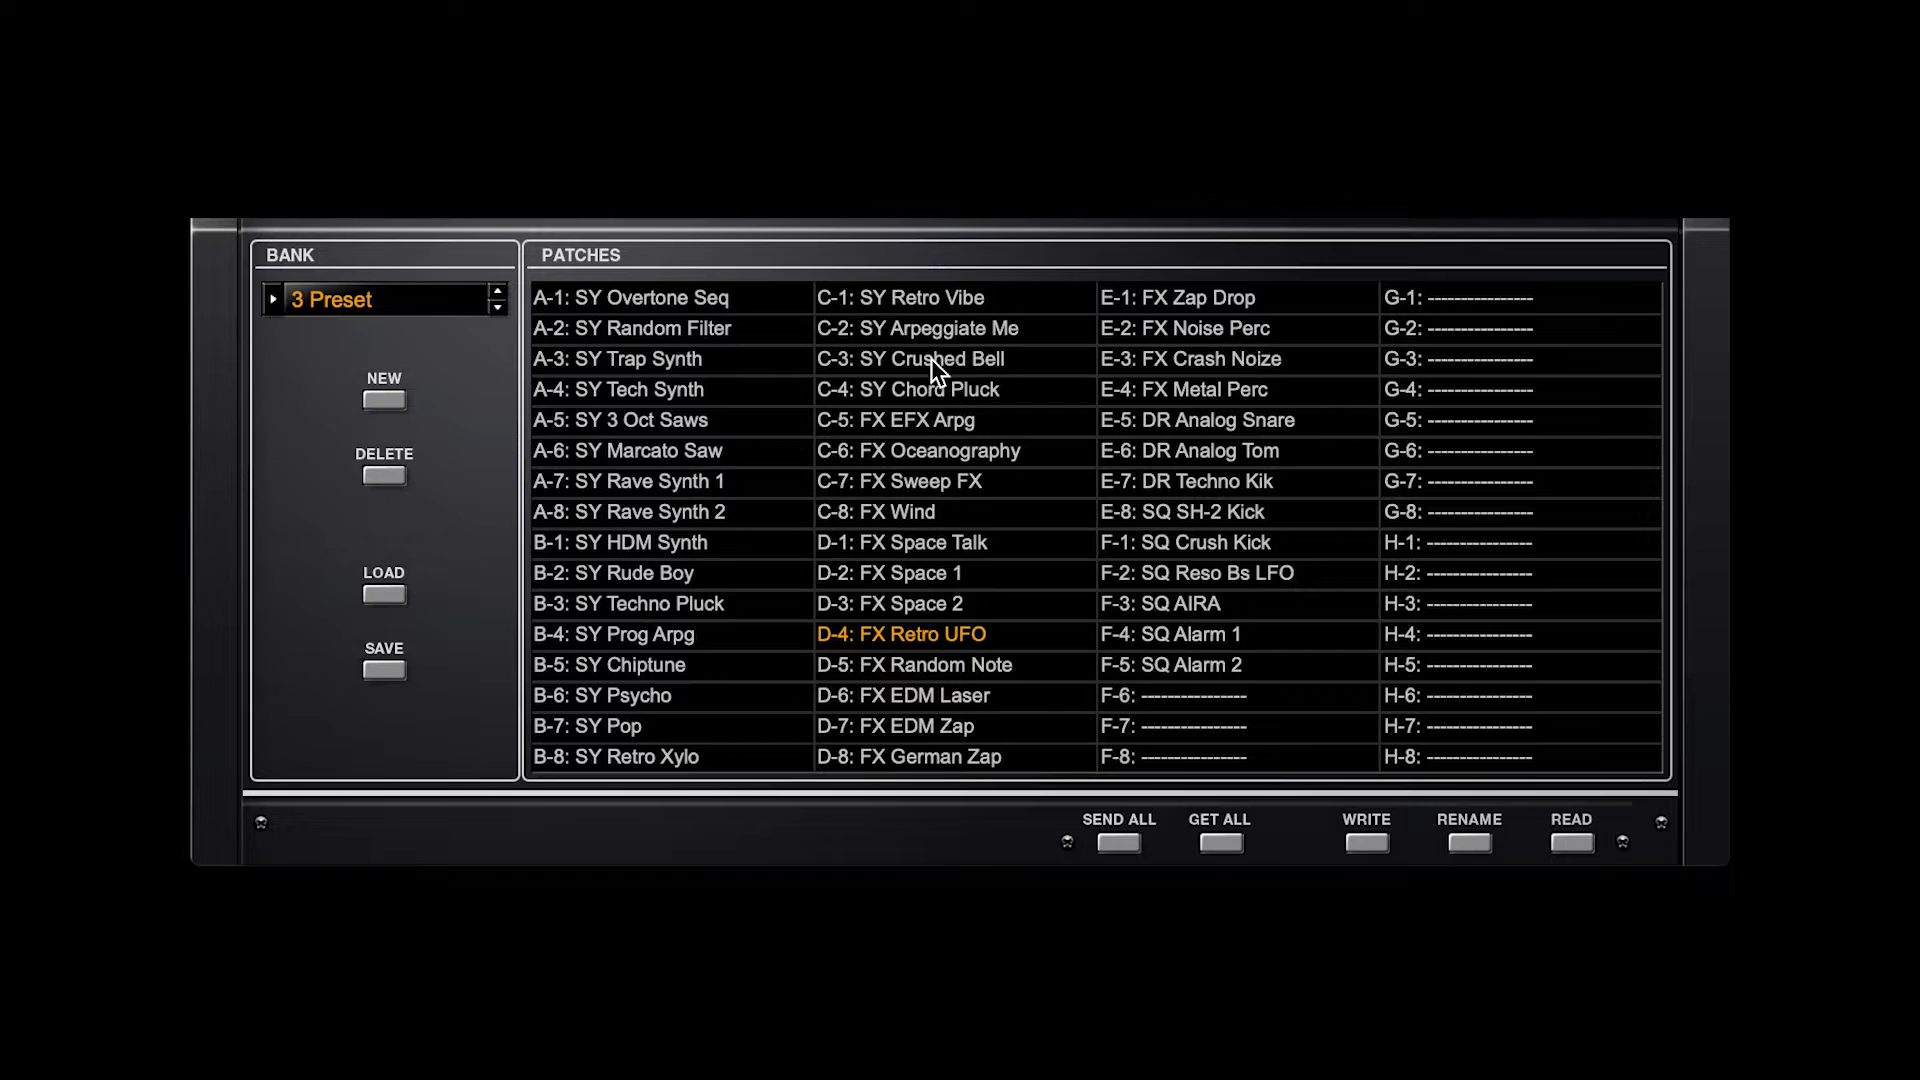 BANK
3 Preset
NEW
DELETE
LOAD
SAVE
PATCHES
A-1: SY Overtone Seq
A-2: SY Random Filter
A-3: SY Trap Synth
A-4: SY Tech Synth
A-5: SY 3 Oct Saws
A-6: SY Marcato Saw
A-7: SY Rave Synth 1
A-8: SY Rave Synth 2
B-1: SY HDM Synth
B-2: SY Rude Boy
B-3: SY Techno Pluck
B-4: SY Prog Arpg
B-5: SY Chiptune
B-6: SY Psycho
B-7: SY Pop
B-8: SY Retro Xylo
C-1: SY Retro Vibe
C-2: SY Arpeggiate Me
C-3: SY Crushed Bell
C-4: SY Chord Pluck
C-5: FX EFX Arpg
C-6: FX Oceanography
C-7: FX Sweep FX
C-8: FX Wind
D-1: FX Space Talk
D-2: FX Space 1
D-3: FX Space 2
D-4: FX Retro UFO
D-5: FX Random Note
D-6: FX EDM Laser
D-7: FX EDM Zap
D-8: FX German Zap
E-1: FX Zap Drop
E-2: FX Noise Perc
E-3: FX Crash Noize
E-4: FX Metal Perc
E-5: DR Analog Snare
E-6: DR Analog Tom
E-7: DR Techno Kik
E-8: SQ SH-2 Kick
F-1: SQ Crush Kick
F-2: SQ Reso Bs LFO
F-3: SQ AIRA
F-4: SQ Alarm 1
F-5: SQ Alarm 2
F-6: ----------------
F-7: ----------------
F-8: ----------------
G-1: ----------------
G-2: ----------------
G-3: ----------------
G-4: ----------------
G-5: ----------------
G-6: ----------------
G-7: ----------------
G-8: ----------------
H-1: ----------------
H-2: ----------------
H-3: ----------------
H-4: ----------------
H-5: ----------------
H-6: ----------------
H-7: ----------------
H-8: ----------------
SEND ALL
GET ALL
WRITE
RENAME
READ